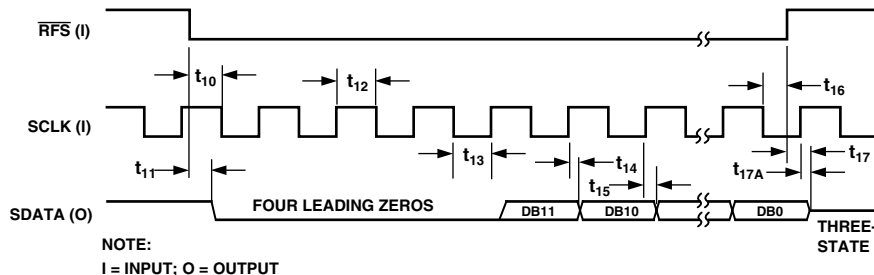 RFS (I)
t10
t12
t16
SCLK (I)
t11
t13
t14
t15
t17A
t17
SDATA (O)
FOUR LEADING ZEROS
DB11
DB10
DB0
THREE-
STATE
NOTE:
I = INPUT; O = OUTPUT